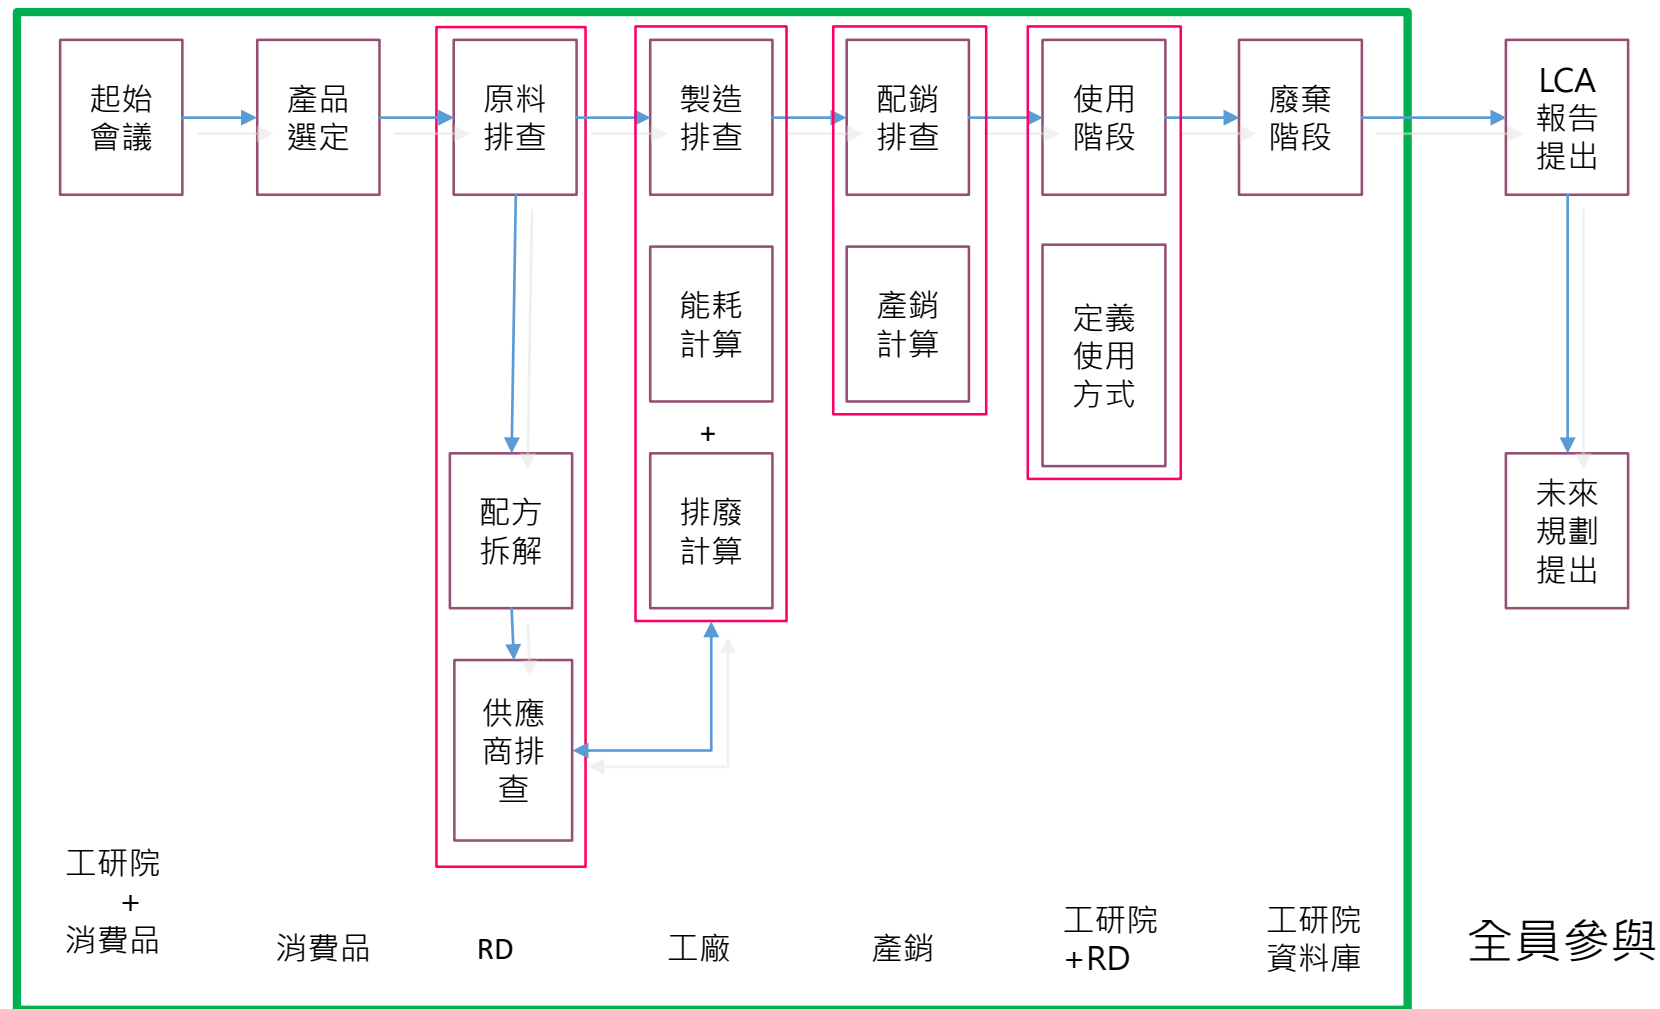 起始
會議
產品
選定
原料
排查
製造
排查
配銷
排查
使用
階段
廢棄
階段
LCA
報告
提出
能耗
計算
產銷
計算
定義
使用
方式
+
配方
拆解
排廢
計算
未來
規劃
提出
供應
商排
查
工研院
+
消費品
消費品
RD
工廠
產銷
工研院
+RD
工研院
資料庫
全員參與